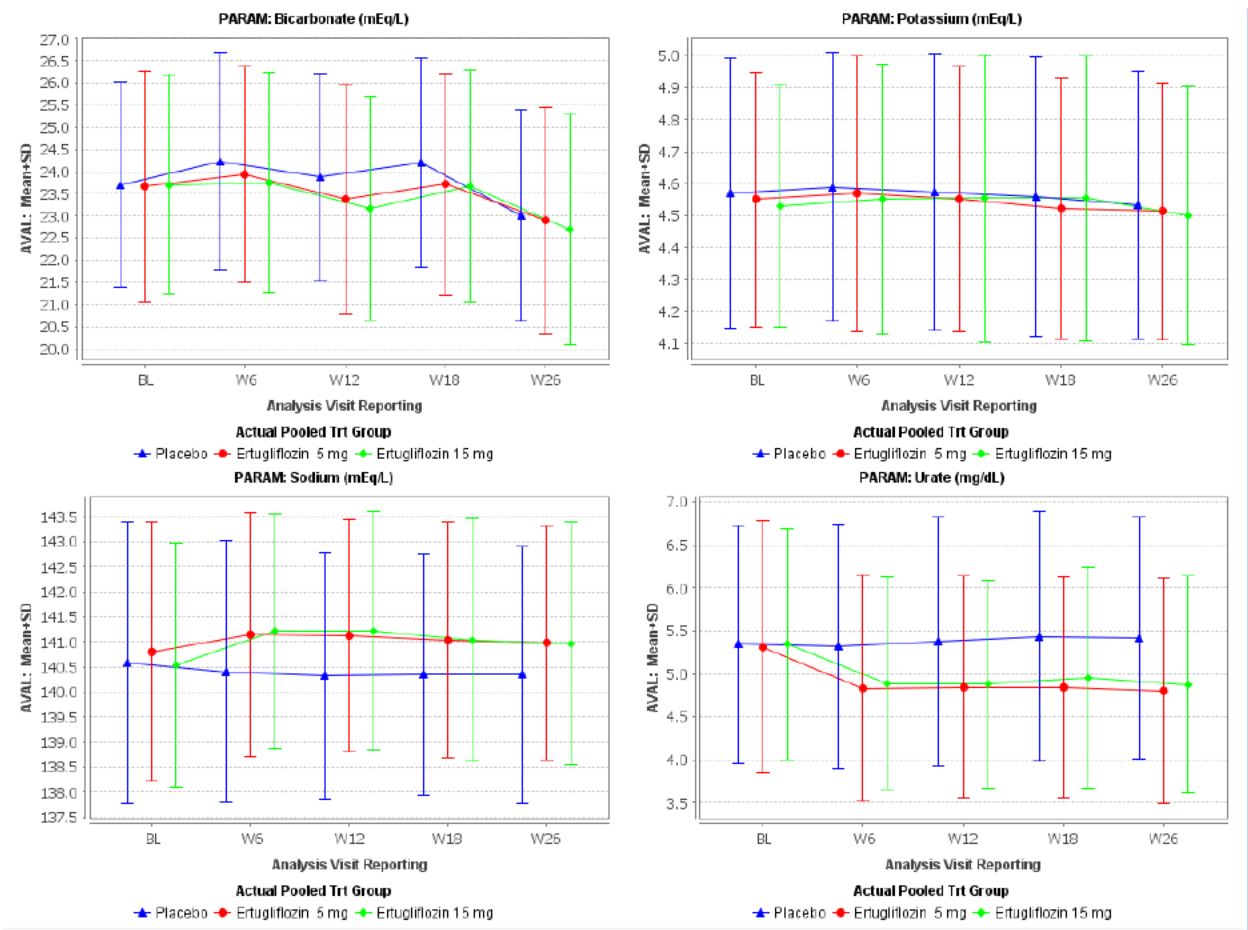 PARAM: Bicarbonate (mEq/L)
27.0
26.5
26.0
25.5
25.0
24.5
24.0
23.5
23.0
22.5
22.0
21.5
21.0
20.5
20.0
AVAL: Mean+SD
BL W6 W12 W18 W26
Analysis Visit Reporting
Actual Pooled Trt Group
Placebo Ertugliflozin 5 mg Ertugliflozin 15 mg
PARAM: Potassium (mEq/L)
5.0
4.9
4.8
4.7
4.6
4.5
4.4
4.3
4.2
4.1
AVAL: Mean+SD
BL W6 W12 W18 W26
Analysis Visit Reporting
Actual Pooled Trt Group
Placebo Ertugliflozin 5 mg Ertugliflozin 15 mg
PARAM: Sodium (mEq/L)
143.5
143.0
142.5
142.0
141.5
141.0
140.5
140.0
139.5
139.0
138.5
138.0
137.5
AVAL: Mean+SD
BL W6 W12 W18 W26
Analysis Visit Reporting
Actual Pooled Trt Group
Placebo Ertugliflozin 5 mg Ertugliflozin 15 mg
PARAM: Urate (mg/dL)
7.0
6.5
6.0
5.5
5.0
4.5
4.0
3.5
AVAL: Mean+SD
BL W6 W12 W18 W26
Analysis Visit Reporting
Actual Pooled Trt Group
Placebo Ertugliflozin 5 mg Ertugliflozin 15 mg